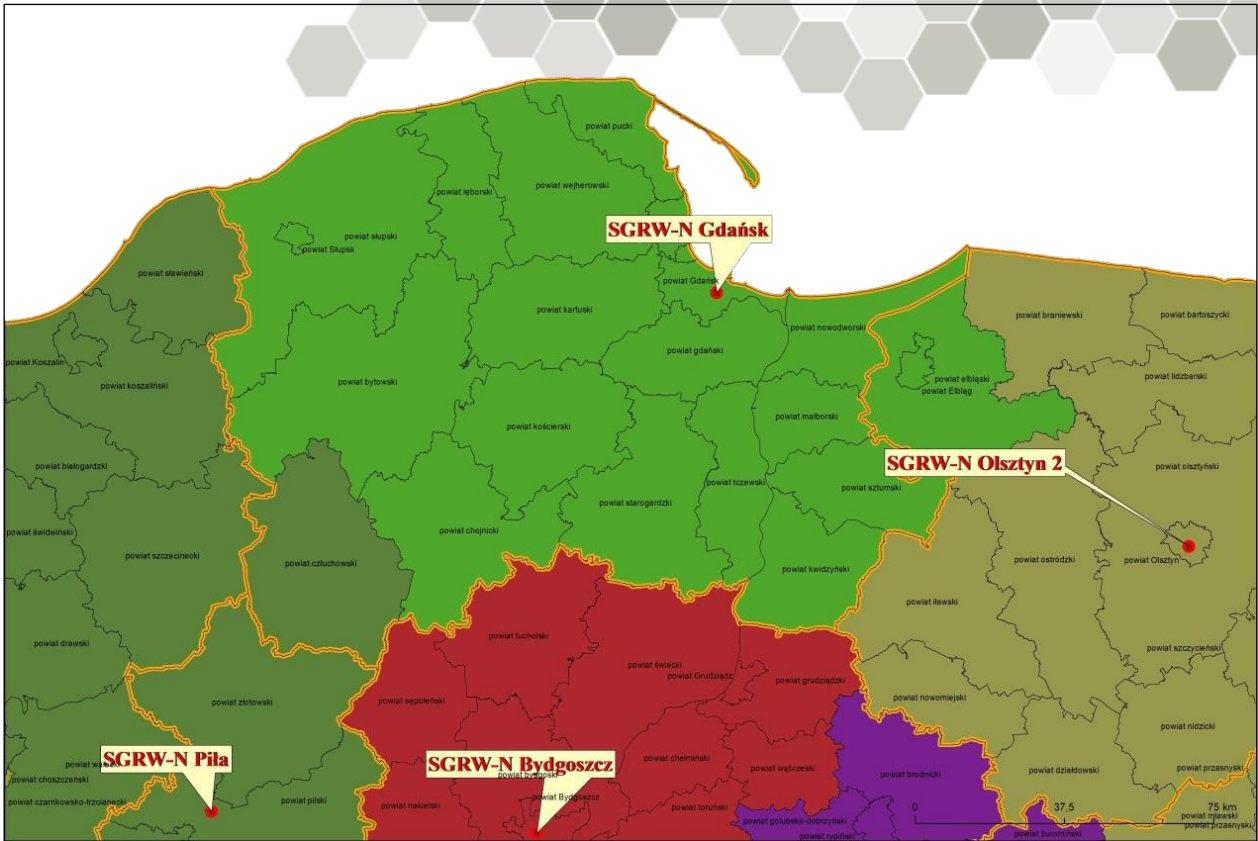 powiat pucki
powiat wejherowski
powiat lęborski
SGRW-N Gdańsk
powiat słupski
powiat Słupsk
powiat sławieński
powiat Gdańsk
powiat kartuski
powiat nowodworski
powiat braniewski
powiat bartoszycki
powiat gdański
powiat Koszalin
powiat koszaliński
powiat bytowski
powiat elbląski
powiat Elbląg
powiat lidzbarski
powiat malborski
powiat kościerski
powiat białogardzki
SGRW-N Olsztyn 2
powiat olsztyński
powiat tczewski
powiat sztumski
powiat starogardzki
powiat świdwiński
powiat chojnicki
powiat szczecinecki
powiat człuchowski
powiat ostródzki
powiat Olsztyn
powiat kwidzyński
powiat iławski
powiat tucholski
powiat drawski
powiat szczycieński
powiat świecki
powiat Grudziądz
powiat grudziądzki
powiat złotowski
powiat sępoleński
powiat nowomiejski
powiat nidzicki
SGRW-N Piła
SGRW-N Bydgoszcz
powiat chełmiński
powiat wąbrzeski
powiat działdowski
powiat przasnyski
powiat choszczeński
powiat brodnicki
powiat czarnkowsko-trzcianecki
powiat pilski
powiat nakielski
powiat Bydgoszcz
powiat toruński
0 37,5 75 km
powiat golubsko-dobrzyński
powiat mławski
powiat przasnyski
powiat rypiński
powiat żuromiński